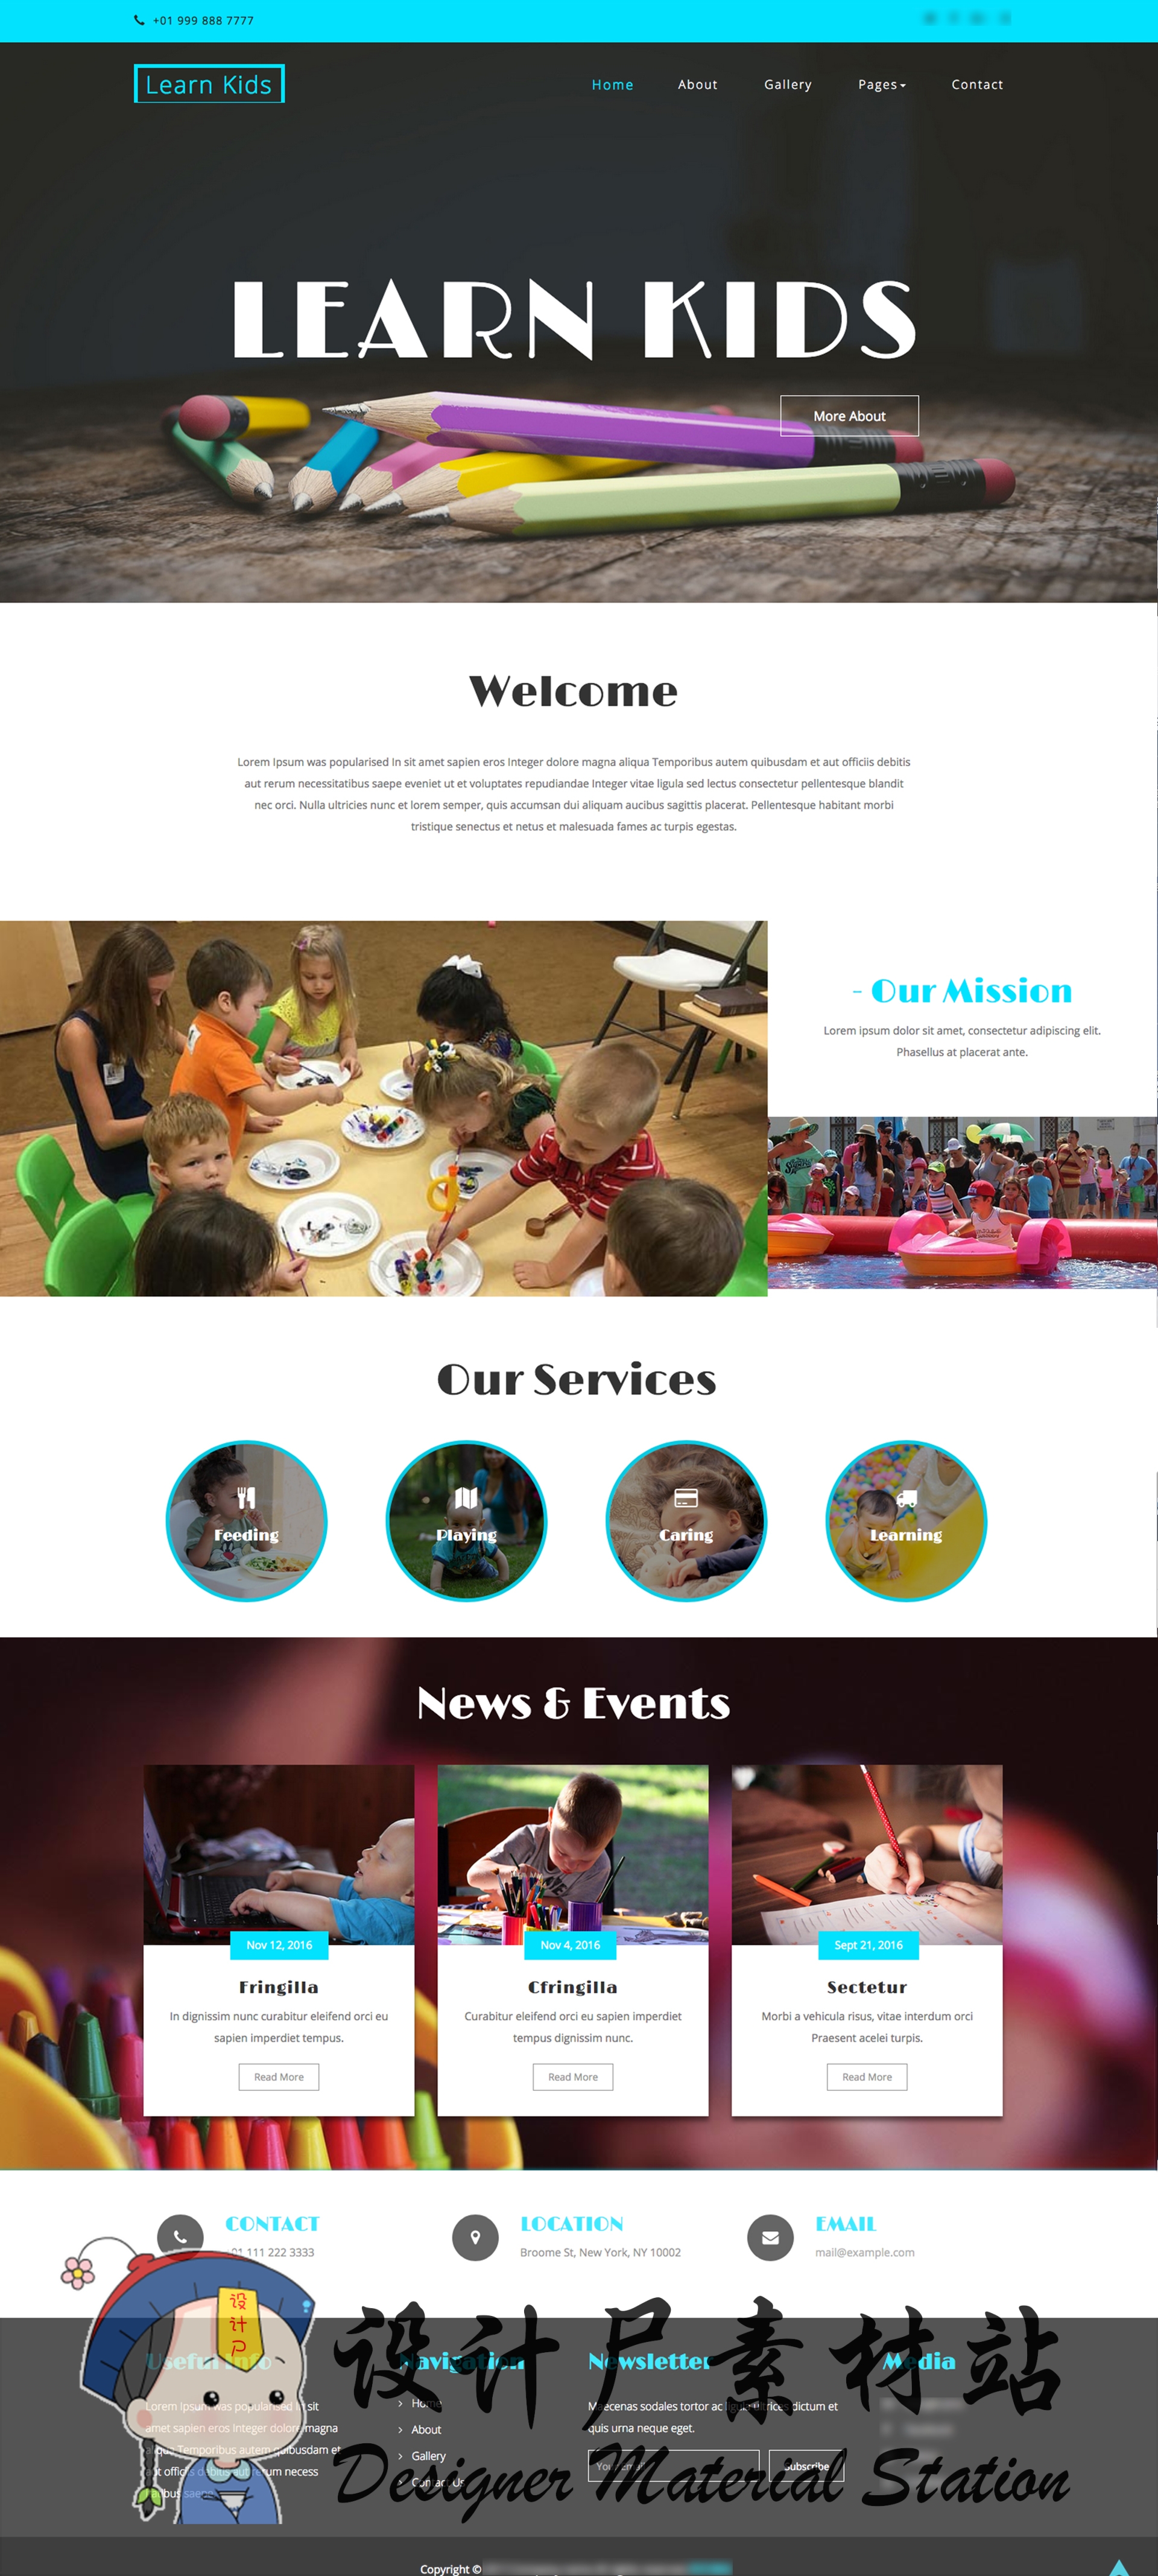 +01 999 888 7777
Learn Kids
Home About Gallery Pages Contact
LEARN KIDS
More About
Welcome
Lorem Ipsum was popularised In sit amet sapien eros Integer dolore magna aliqua Temporibus autem quibusdam et aut officiis debitis
aut rerum necessitatibus saepe eveniet ut et voluptates repudiandae Integer vitae ligula sed lectus consectetur pellentesque blandit
nec orci. Nulla ultricies nunc et lorem semper, quis accumsan dui aliquam aucibus sagittis placerat. Pellentesque habitant morbi
tristique senectus et netus et malesuada fames ac turpis egestas.
- Our Mission
Lorem ipsum dolor sit amet, consectetur adipiscing elit.
Phasellus at placerat ante.
Our Services
Feeding
Playing
Caring
Learning
News & Events
Nov 12, 2016
Fringilla
In dignissim nunc curabitur eleifend orci eu
sapien imperdiet tempus.
Read More
Nov 4, 2016
Cfringilla
Curabitur eleifend orci eu sapien imperdiet
tempus dignissim nunc.
Read More
Sept 21, 2016
Sectetur
Morbi a vehicula risus, vitae interdum orci
Praesent acelei turpis.
Read More
CONTACT
01 111 222 3333
LOCATION
Broome St, New York, NY 10002
EMAIL
mail@example.com
设计尸
设计尸素材站
Designer Material Station
Useful Info
Lorem Ipsum was popularised In sit
amet sapien eros Integer dolore magna
aliqua Temporibus autem quibusdam et
aut officiis debitis aut rerum necess
saepe
Navigation
Home
About
Gallery
Contact Us
Newsletter
Maecenas sodales tortor ac ligula ultrices dictum et
quis urna neque eget.
Your email
Subscribe
Media
Copyright ©